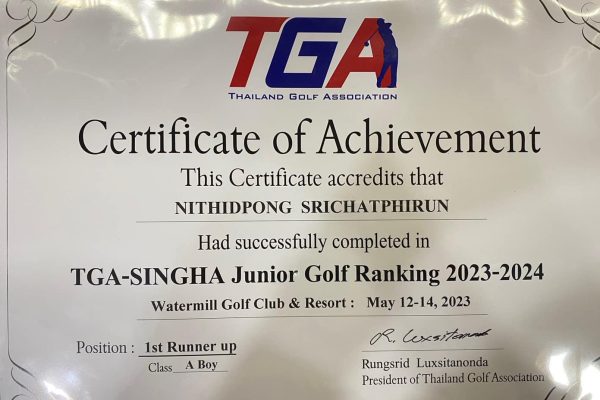 TGA
THAILAND GOLF ASSOCIATION
Certificate of Achievement
This Certificate accredits that
NITHIDPONG SRICHATPHIRUN
Had successfully completed in
TGA-SINGHA Junior Golf Ranking 2023-2024
Watermill Golf Club & Resort : May 12-14, 2023
Position : 1st Runner up
Class A Boy
R. Luxsitanonda
Rungsrid Luxsitanonda
President of Thailand Golf Association